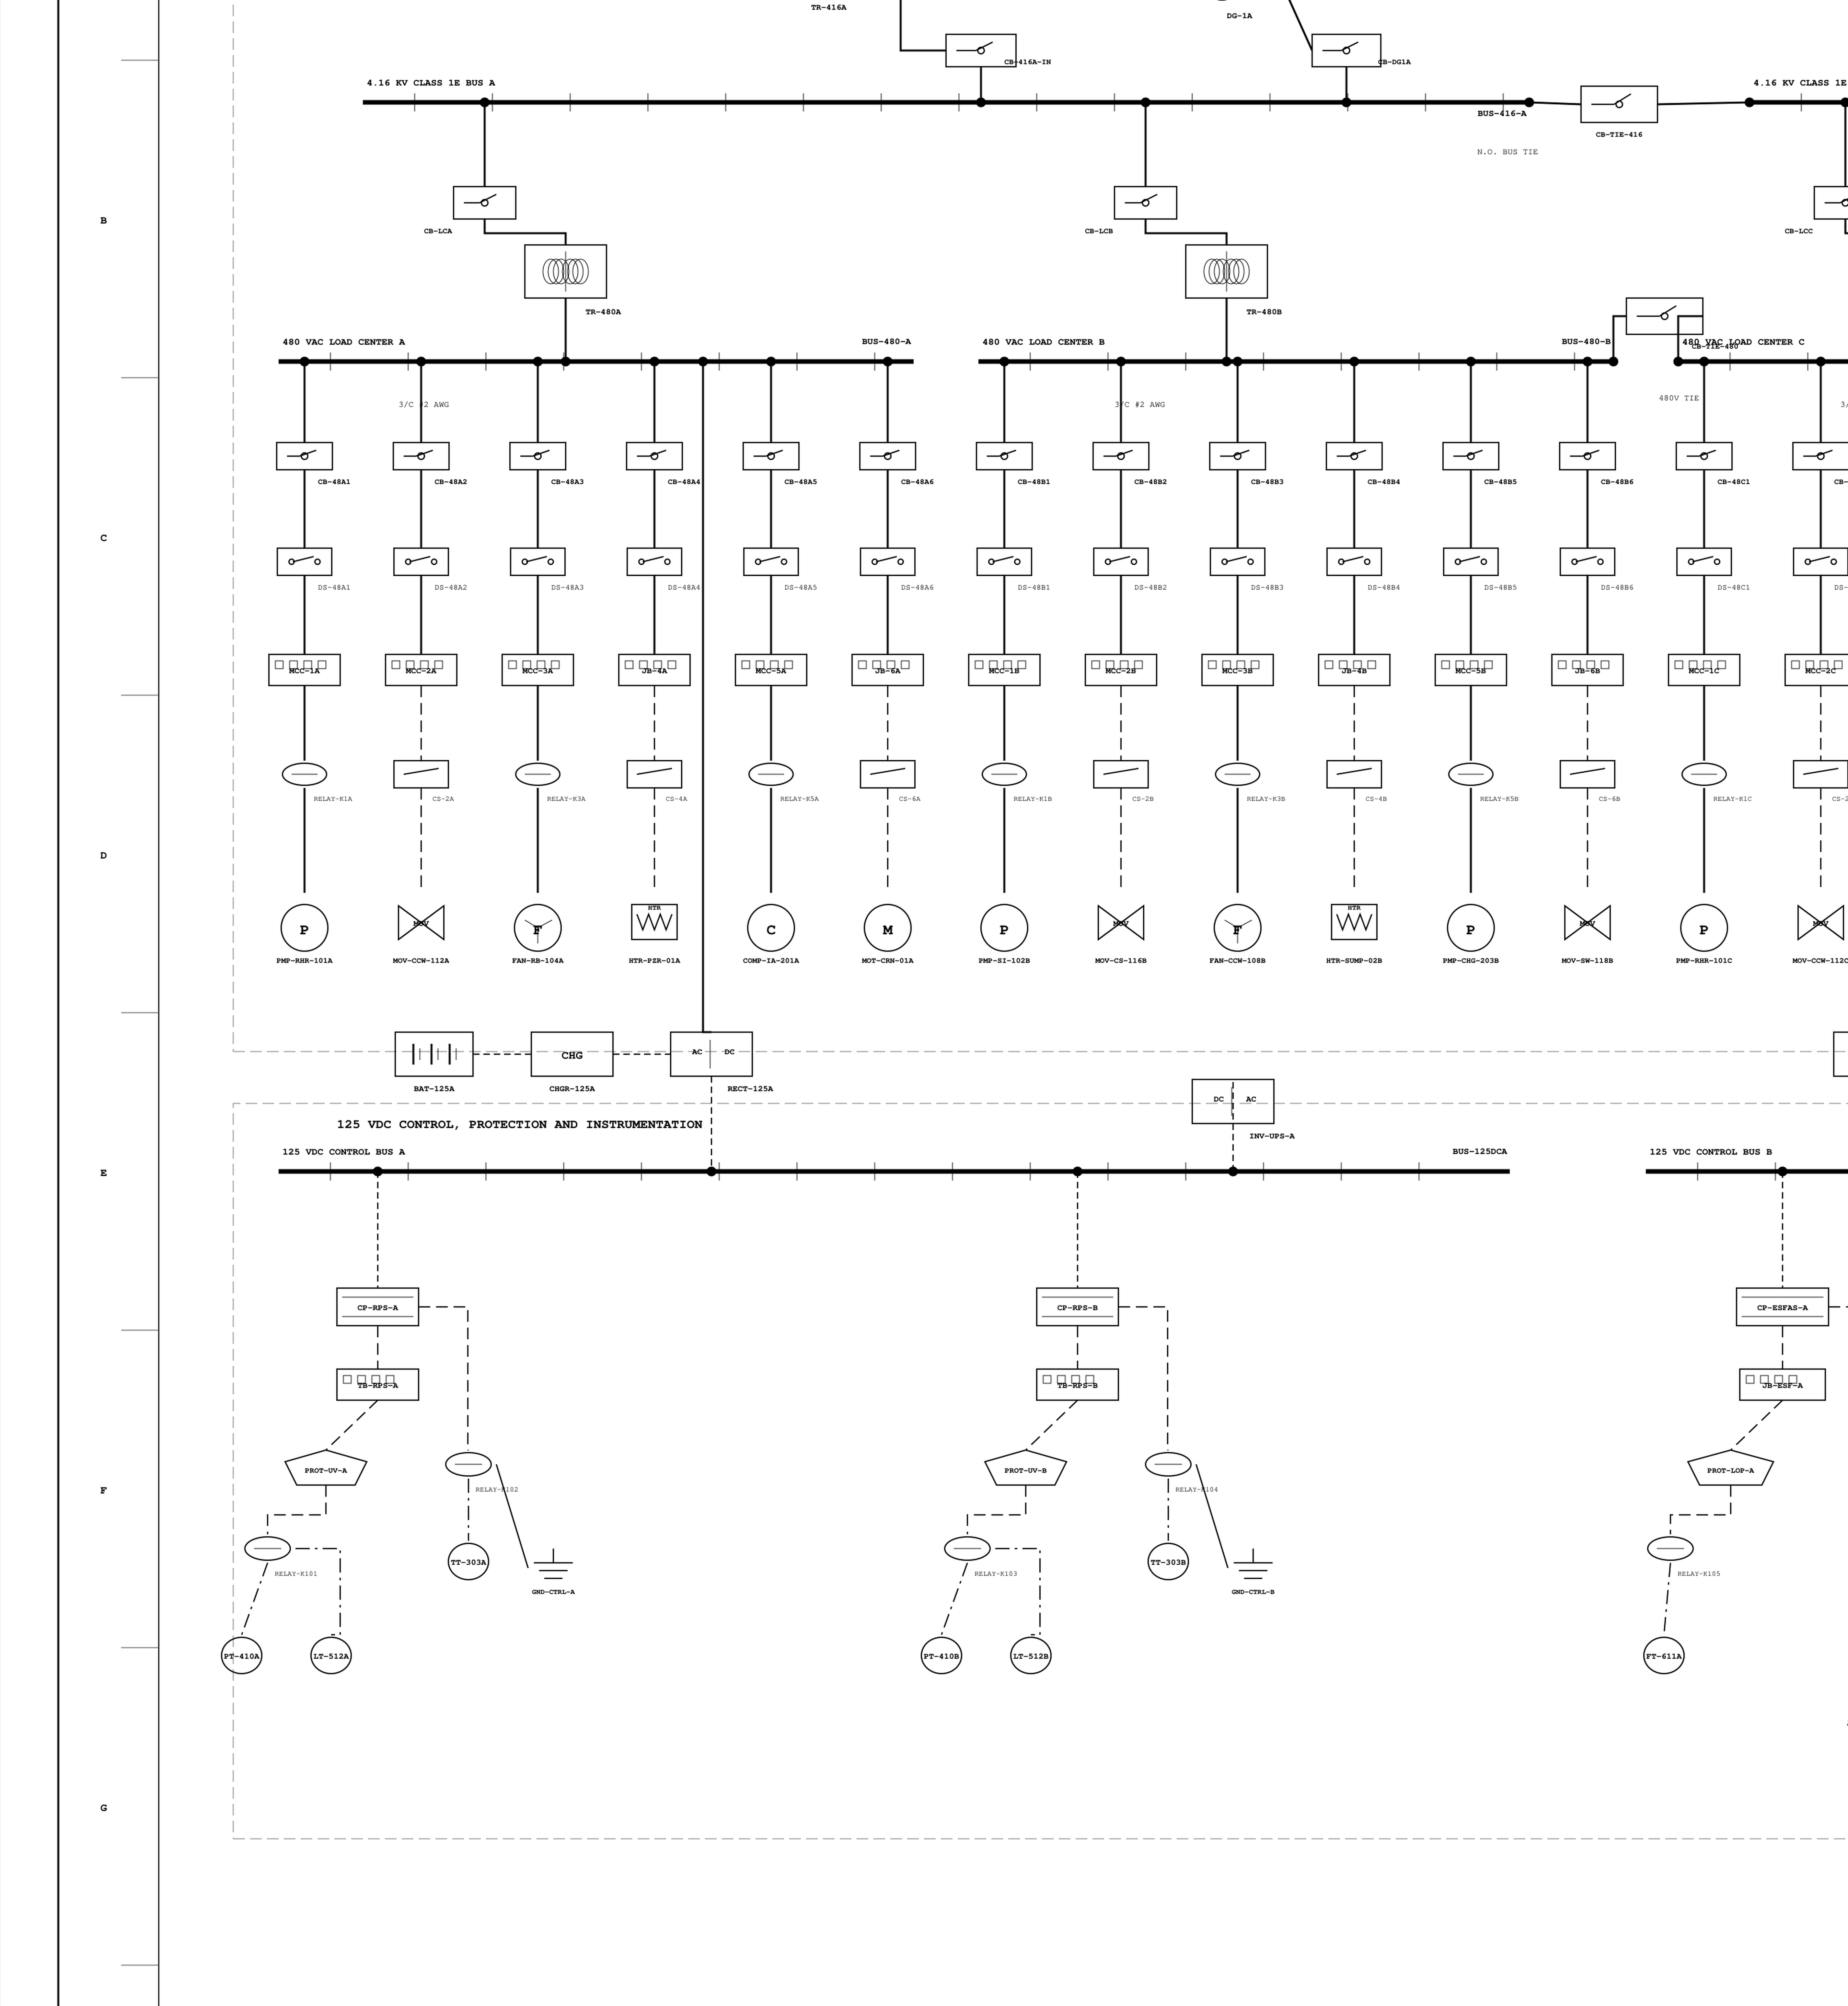 TR-416A
DG-1A
CB-416A-IN
CB-DG1A
4.16 KV CLASS 1E BUS A
4.16 KV CLASS 1E
BUS-416-A
CB-TIE-416
N.O. BUS TIE
B
CB-LCA
CB-LCB
CB-LCC
TR-480A
TR-480B
480 VAC LOAD CENTER A
BUS-480-A
480 VAC LOAD CENTER B
BUS-480-B
480 VAC LOAD CENTER C
CB-TIE-480
480V TIE
3/C #2 AWG
3/C #2 AWG
3/
CB-48A1
CB-48A2
CB-48A3
CB-48A4
CB-48A5
CB-48A6
CB-48B1
CB-48B2
CB-48B3
CB-48B4
CB-48B5
CB-48B6
CB-48C1
CB-
C
DS-48A1
DS-48A2
DS-48A3
DS-48A4
DS-48A5
DS-48A6
DS-48B1
DS-48B2
DS-48B3
DS-48B4
DS-48B5
DS-48B6
DS-48C1
DS-
MCC-1A
MCC-2A
MCC-3A
JB-4A
MCC-5A
JB-6A
MCC-1B
MCC-2B
MCC-3B
JB-4B
MCC-5B
JB-6B
MCC-1C
MCC-2C
RELAY-K1A
CS-2A
RELAY-K3A
CS-4A
RELAY-K5A
CS-6A
RELAY-K1B
CS-2B
RELAY-K3B
CS-4B
RELAY-K5B
CS-6B
RELAY-K1C
CS-2
D
P
MOV
F
HTR
C
M
P
MOV
F
HTR
P
MOV
P
MOV
PMP-RHR-101A
MOV-CCW-112A
FAN-RB-104A
HTR-PZR-01A
COMP-IA-201A
MOT-CRN-01A
PMP-SI-102B
MOV-CS-116B
FAN-CCW-108B
HTR-SUMP-02B
PMP-CHG-203B
MOV-SW-118B
PMP-RHR-101C
MOV-CCW-112C
CHG
AC
DC
BAT-125A
CHGR-125A
RECT-125A
DC
AC
INV-UPS-A
125 VDC CONTROL, PROTECTION AND INSTRUMENTATION
125 VDC CONTROL BUS A
BUS-125DCA
125 VDC CONTROL BUS B
E
CP-RPS-A
CP-RPS-B
CP-ESFAS-A
TB-RPS-A
TB-RPS-B
JB-ESF-A
PROT-UV-A
PROT-UV-B
PROT-LOP-A
F
RELAY-K102
RELAY-K104
TT-303A
TT-303B
RELAY-K101
RELAY-K103
RELAY-K105
GND-CTRL-A
GND-CTRL-B
PT-410A
LT-512A
PT-410B
LT-512B
FT-611A
G